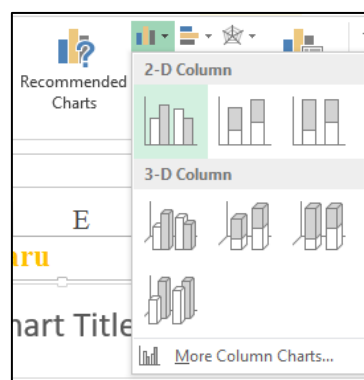 Recommended
Charts
2-D Column
3-D Column
E
aru
hart Title
More Column Charts...